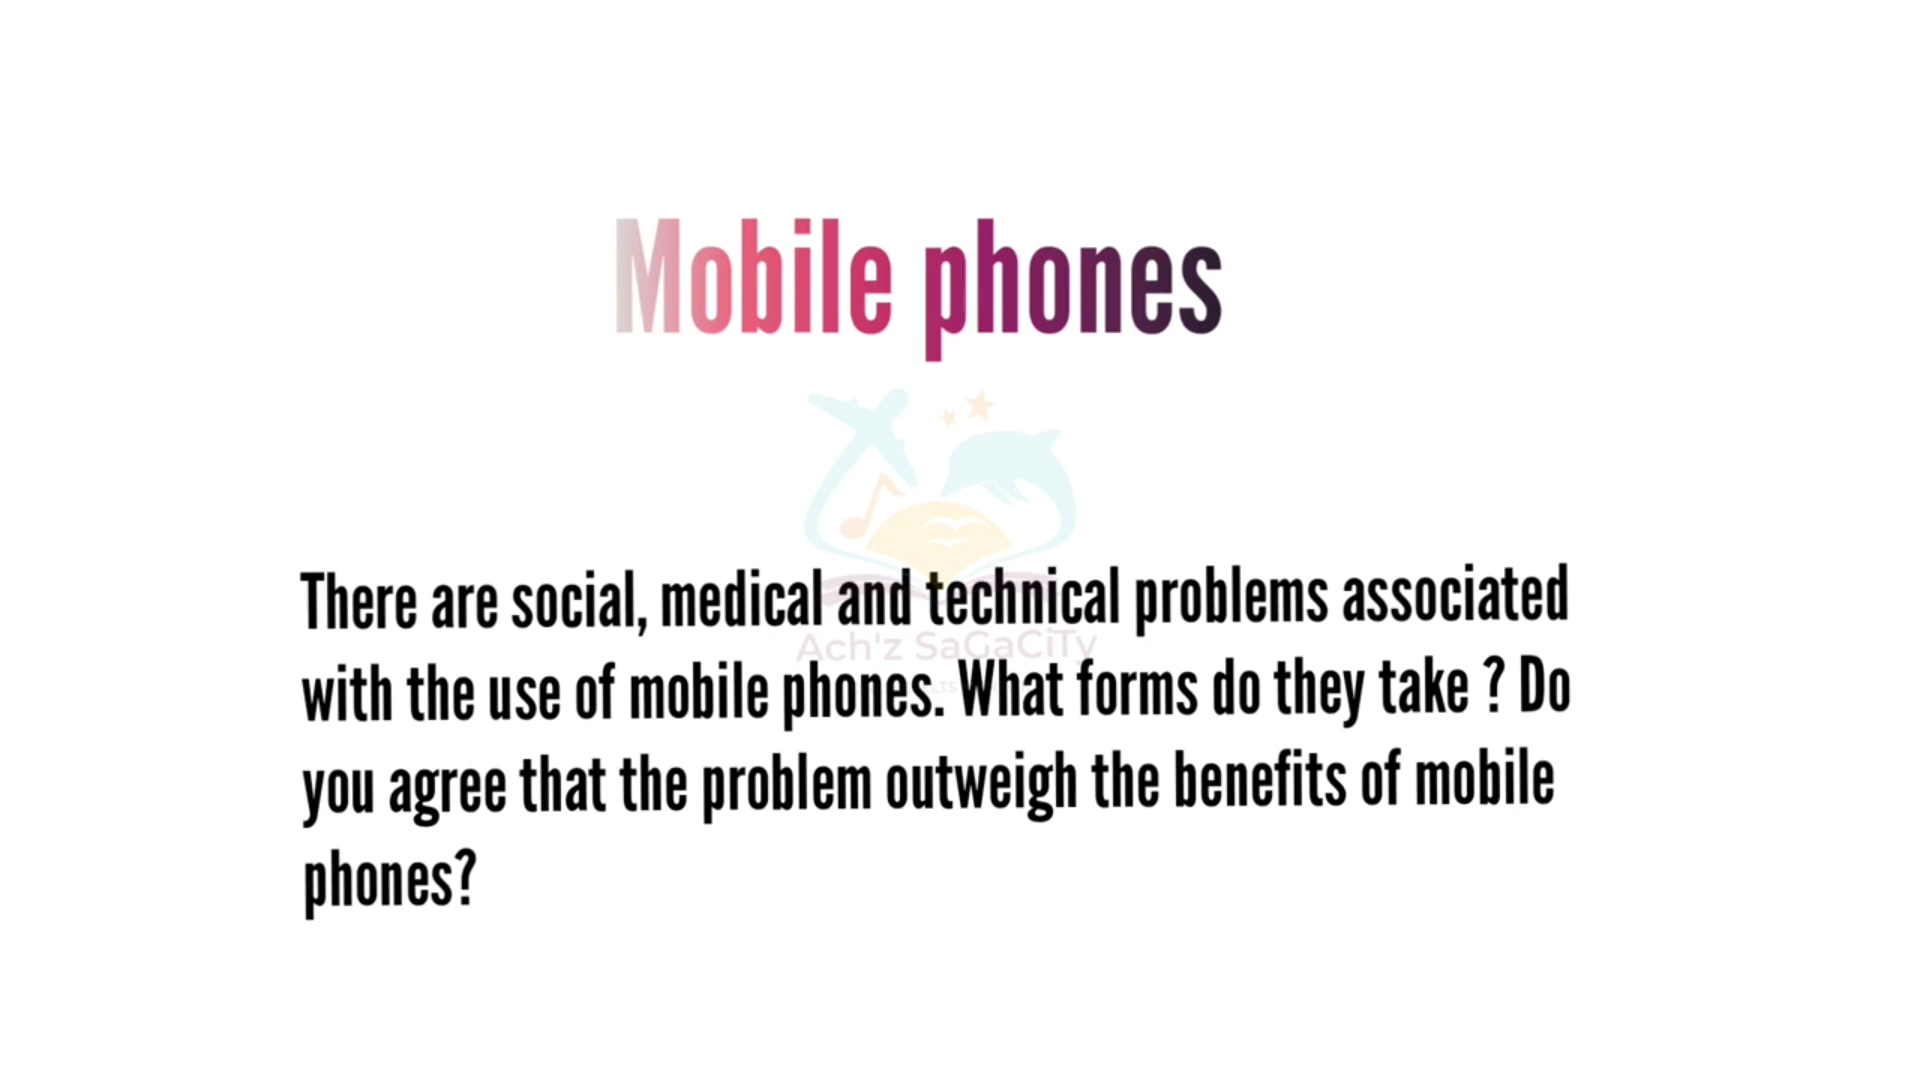 Mobile phones
Ach'z SaGaCiTy
There are social, medical and technical problems associated
with the use of mobile phones. What forms do they take ? Do
you agree that the problem outweigh the benefits of mobile
phones?